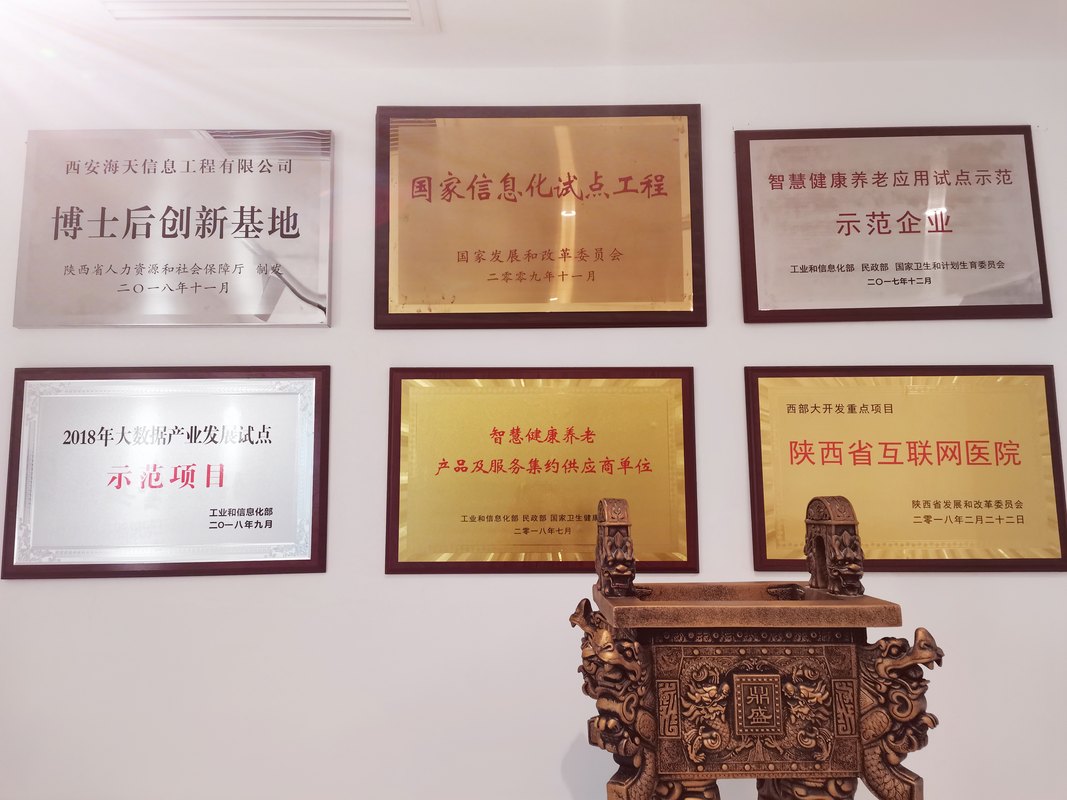 西安海天信息工程有限公司
博士后创新基地
陕西省人力资源和社会保障厅 制发
二〇一八年十一月
国家信息化试点工程
国家发展和改革委员会
二零零九年十一月
智慧健康养老应用试点示范
示范企业
工业和信息化部 民政部 国家卫生和计划生育委员会
二〇一七年十二月
2018年大数据产业发展试点
示范项目
工业和信息化部
二〇一八年九月
智慧健康养老
产品及服务集约供应商单位
工业和信息化部 民政部 国家卫生健康
二零一八年七月
西部大开发重点项目
陕西省互联网医院
陕西省发展和改革委员会
二零一八年二月二十二日
鼎
盛